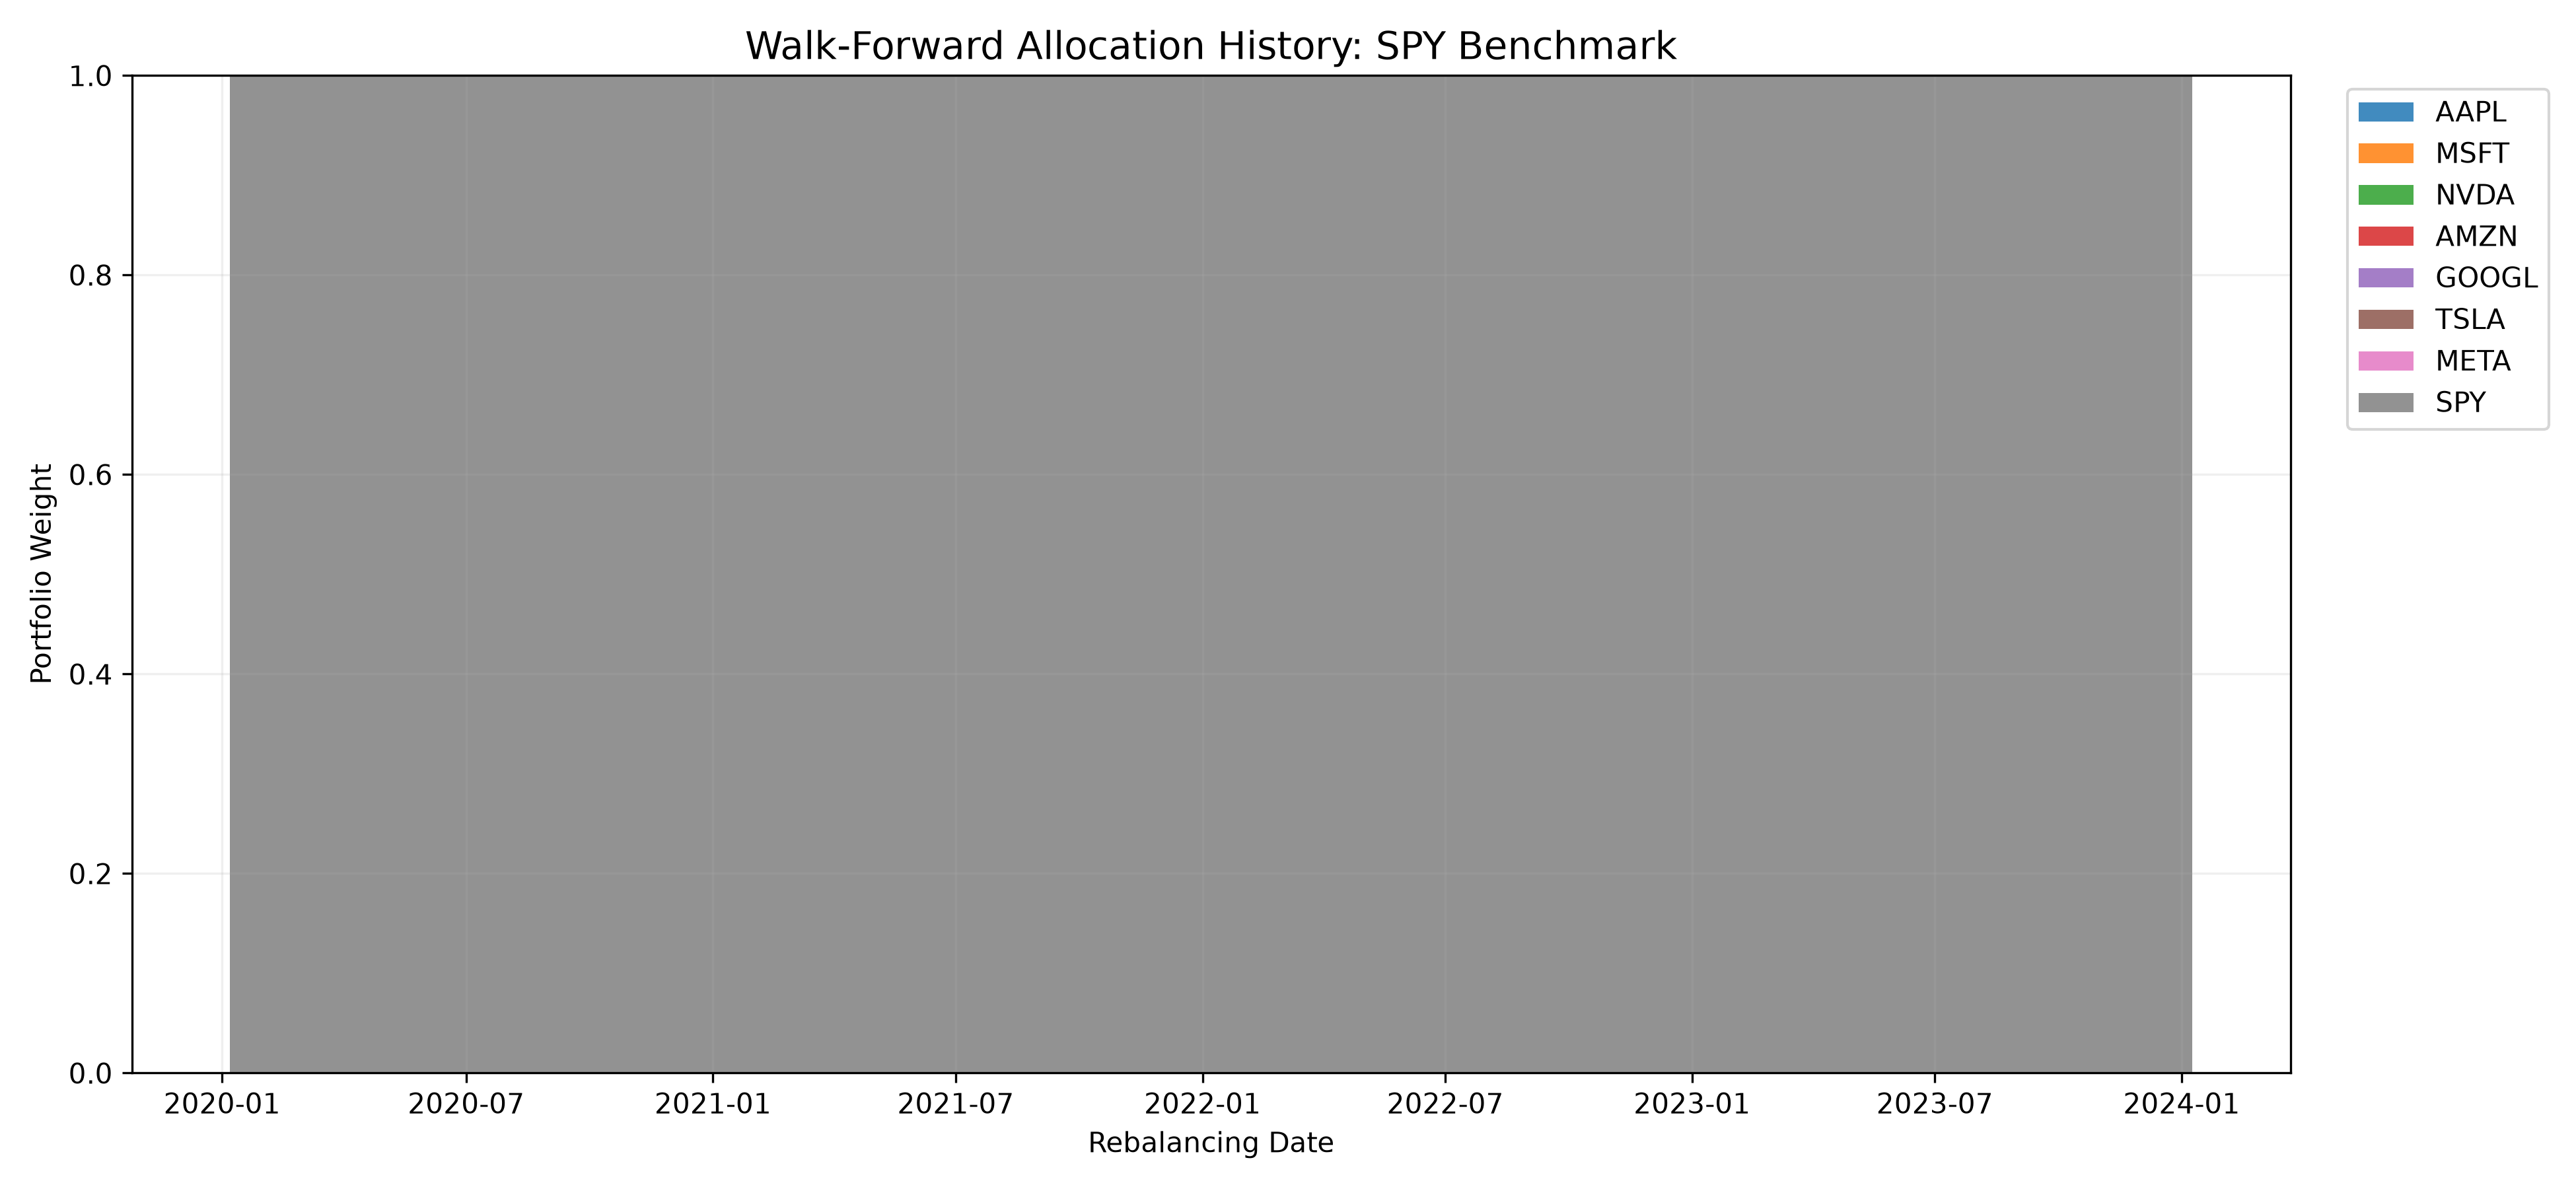 Walk-Forward Allocation History: SPY Benchmark
1.0
0.8
0.6
0.4
0.2
0.0
Portfolio Weight
2020-01 2020-07 2021-01 2021-07 2022-01 2022-07 2023-01 2023-07 2024-01
Rebalancing Date
AAPL
MSFT
NVDA
AMZN
GOOGL
TSLA
META
SPY